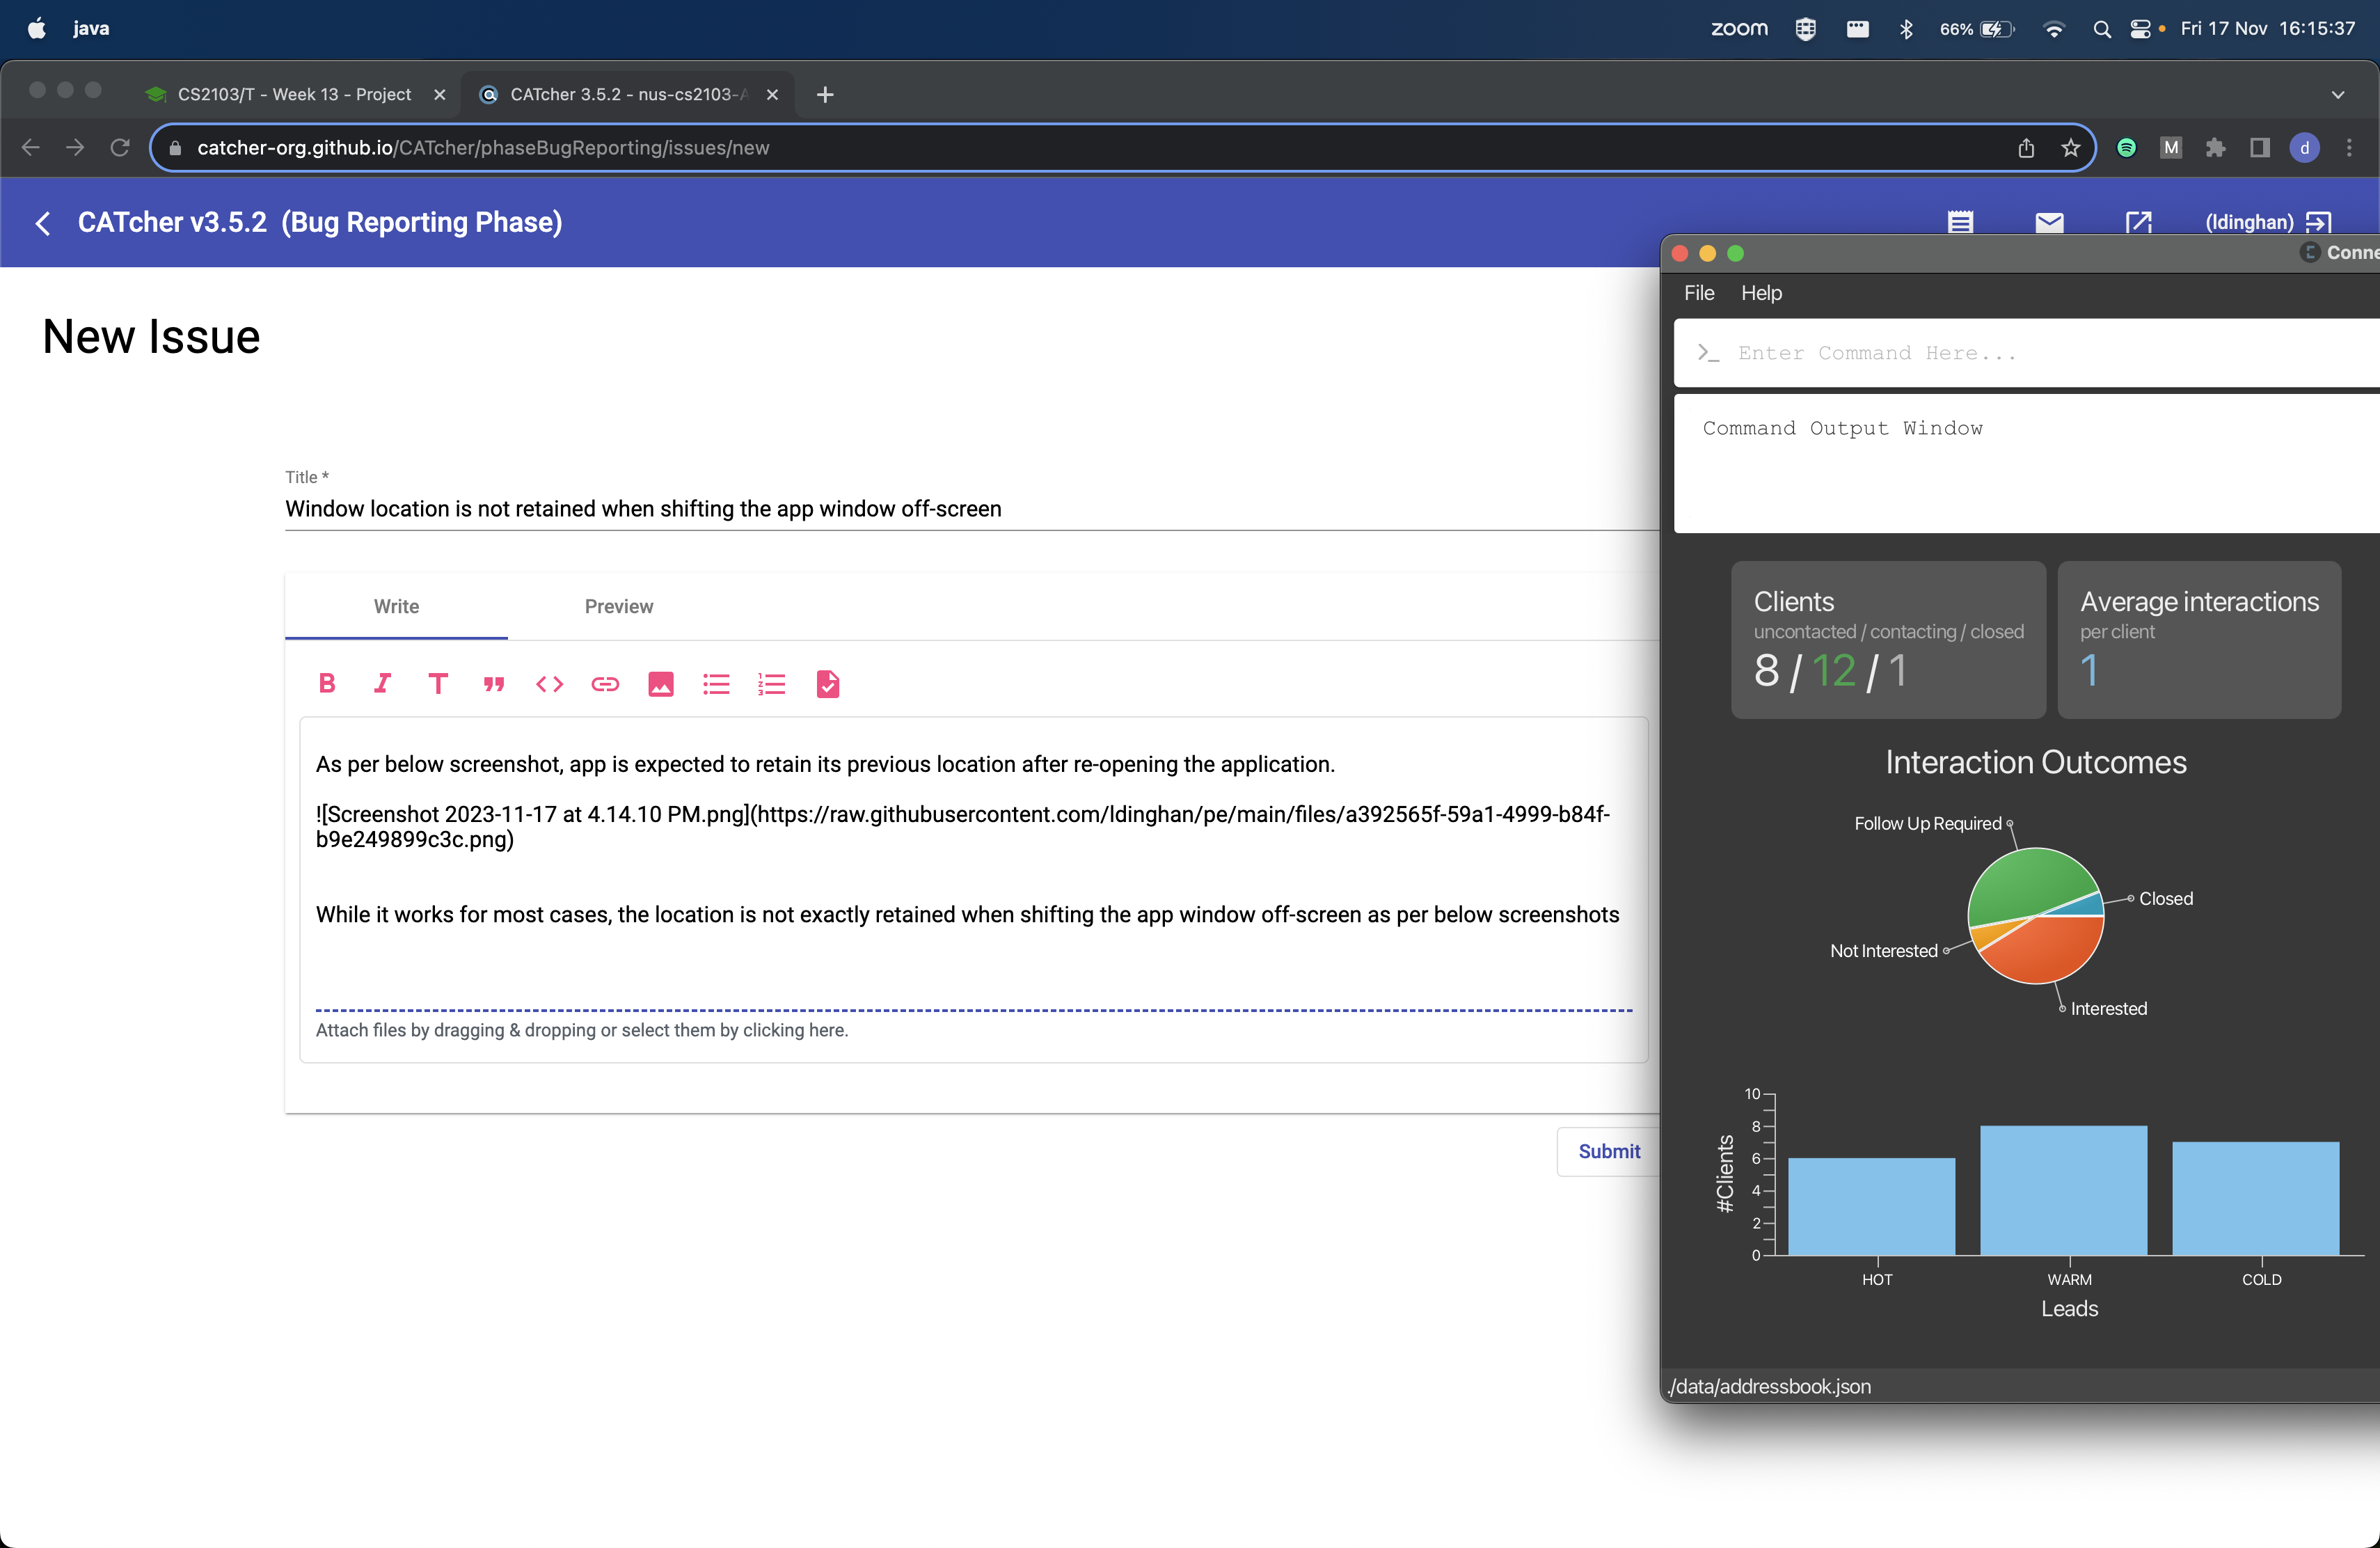 java
zoom
66%
Fri 17 Nov 16:15:37
CS2103/T - Week 13 - Project
CATcher 3.5.2 - nus-cs2103-A
catcher-org.github.io/CATcher/phaseBugReporting/issues/new
M
d
CATcher v3.5.2 (Bug Reporting Phase)
(ldinghan)
New Issue
Title *
Window location is not retained when shifting the app window off-screen
Write
Preview
As per below screenshot, app is expected to retain its previous location after re-opening the application.
![Screenshot 2023-11-17 at 4.14.10 PM.png](https://raw.githubusercontent.com/ldinghan/pe/main/files/a392565f-59a1-4999-b84f-
b9e249899c3c.png)
While it works for most cases, the location is not exactly retained when shifting the app window off-screen as per below screenshots
Attach files by dragging & dropping or select them by clicking here.
Submit
Conne
File Help
>_ Enter Command Here...
Command Output Window
Clients
uncontacted / contacting / closed
8 / 12 / 1
Average interactions
per client
1
Interaction Outcomes
Follow Up Required
Closed
Not Interested
Interested
#Clients
10
8
6
4
2
0
HOT WARM COLD
Leads
./data/addressbook.json